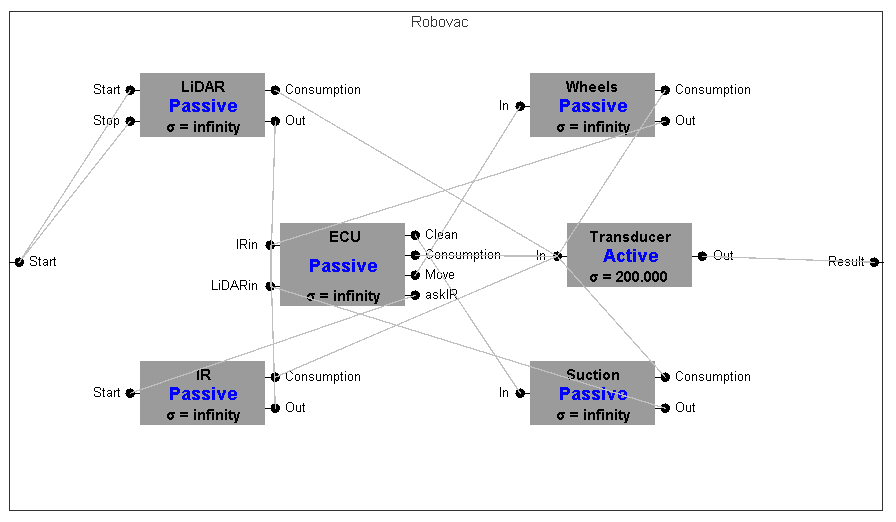 Robovac
Start
LiDAR
Consumption
Passive
Stop
Out
σ = infinity
Wheels
Consumption
In
Passive
Out
σ = infinity
IRin
ECU
Clean
Consumption
Passive
Move
LiDARin
askIR
σ = infinity
Transducer
In
Active
Out
σ = 200.000
Start
Result
IR
Consumption
Start
Passive
Out
σ = infinity
Suction
Consumption
In
Passive
Out
σ = infinity